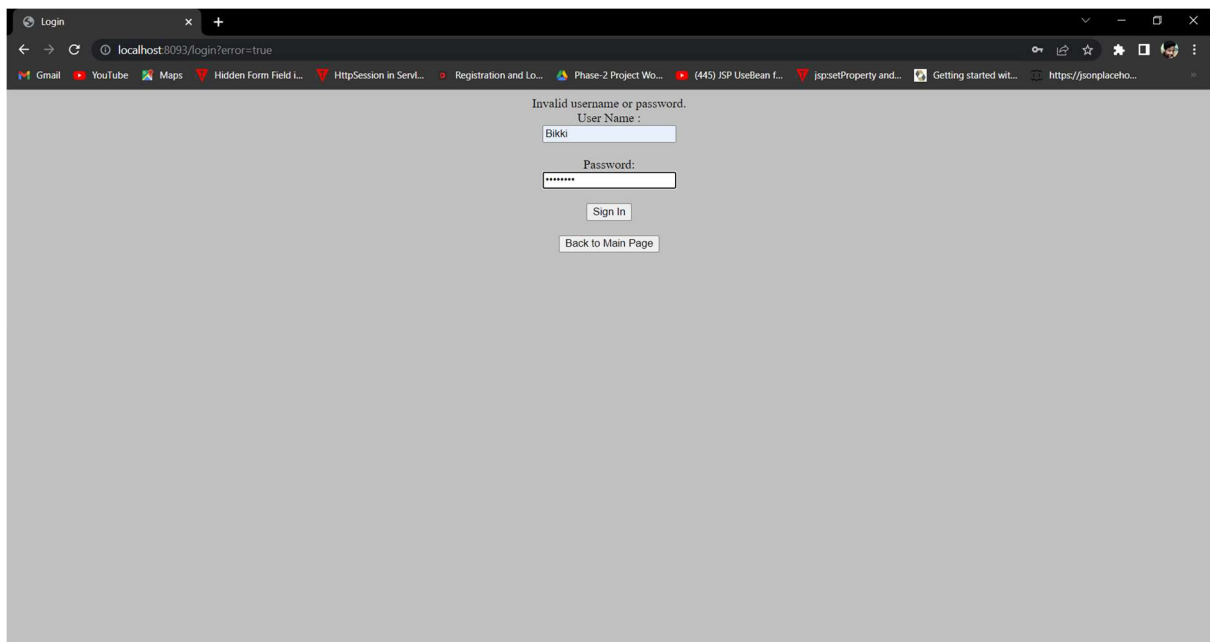 Login
localhost:8093/login?error=true
Gmail YouTube Maps Hidden Form Field i... HttpSession in Servl... Registration and Lo... Phase-2 Project Wo... (445) JSP UseBean f... jsp:setProperty and... Getting started wit... https://jsonplaceho...
Invalid username or password.
User Name :
Bikki
Password:
••••••••
Sign In
Back to Main Page